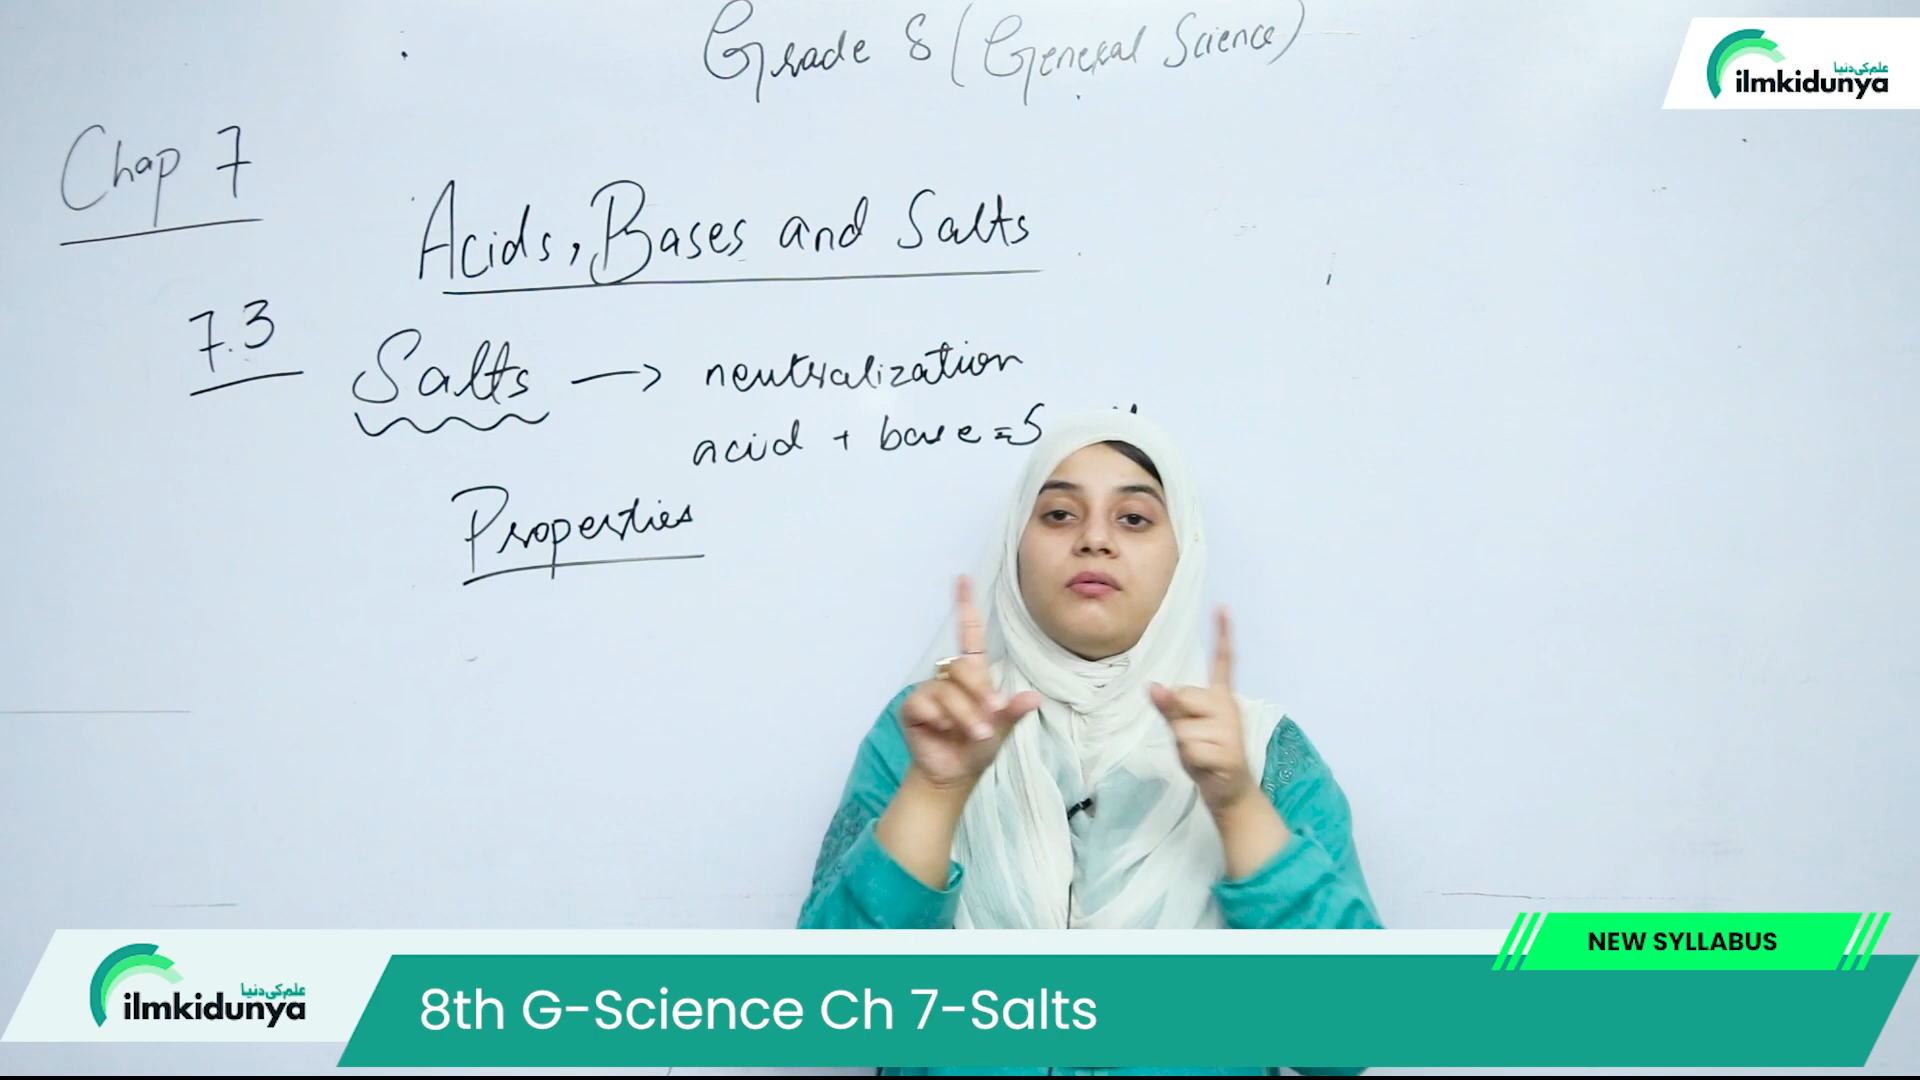 Grade 8 (General Science)
علم کی دنیا
ilmkidunya
Chap 7
Acids, Bases and Salts
7.3
Salts → neutralization
acid + base = S
Properties
NEW SYLLABUS
علم کی دنیا
ilmkidunya
8th G-Science Ch 7-Salts